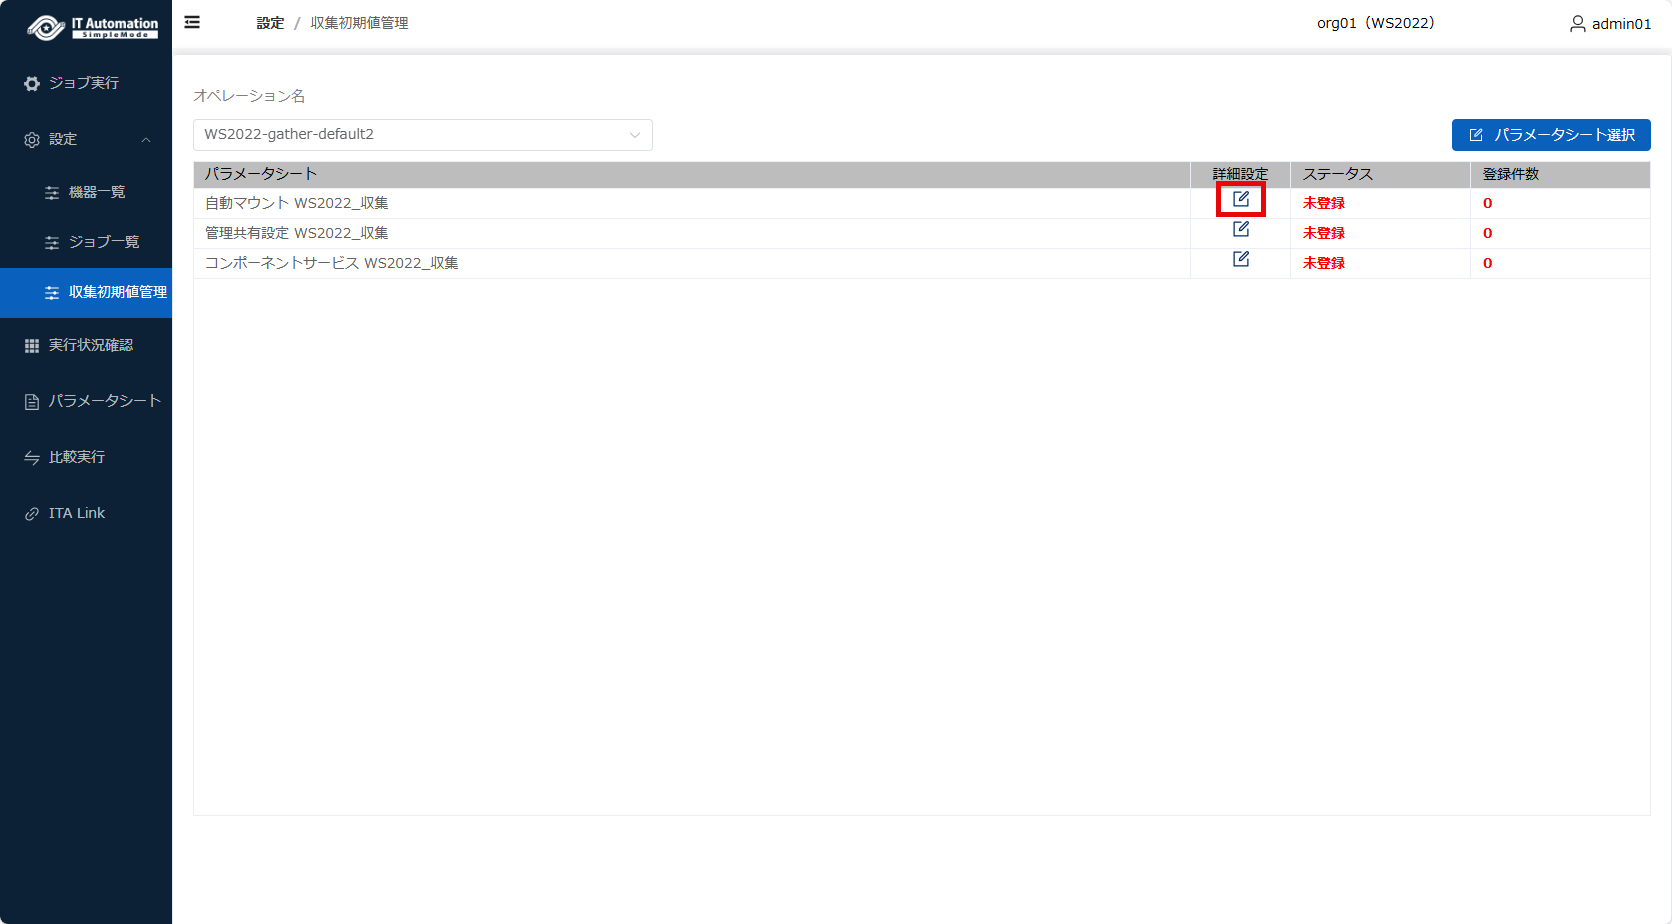 IT Automation
SimpleMode
設定 / 収集初期値管理
org01（WS2022）
admin01
ジョブ実行
設定
機器一覧
ジョブ一覧
収集初期値管理
実行状況確認
パラメータシート
比較実行
ITA Link
オペレーション名
WS2022-gather-default2
パラメータシート選択
パラメータシート 詳細設定 ステータス 登録件数
自動マウント WS2022_収集 未登録 0
管理共有設定 WS2022_収集 未登録 0
コンポーネントサービス WS2022_収集 未登録 0